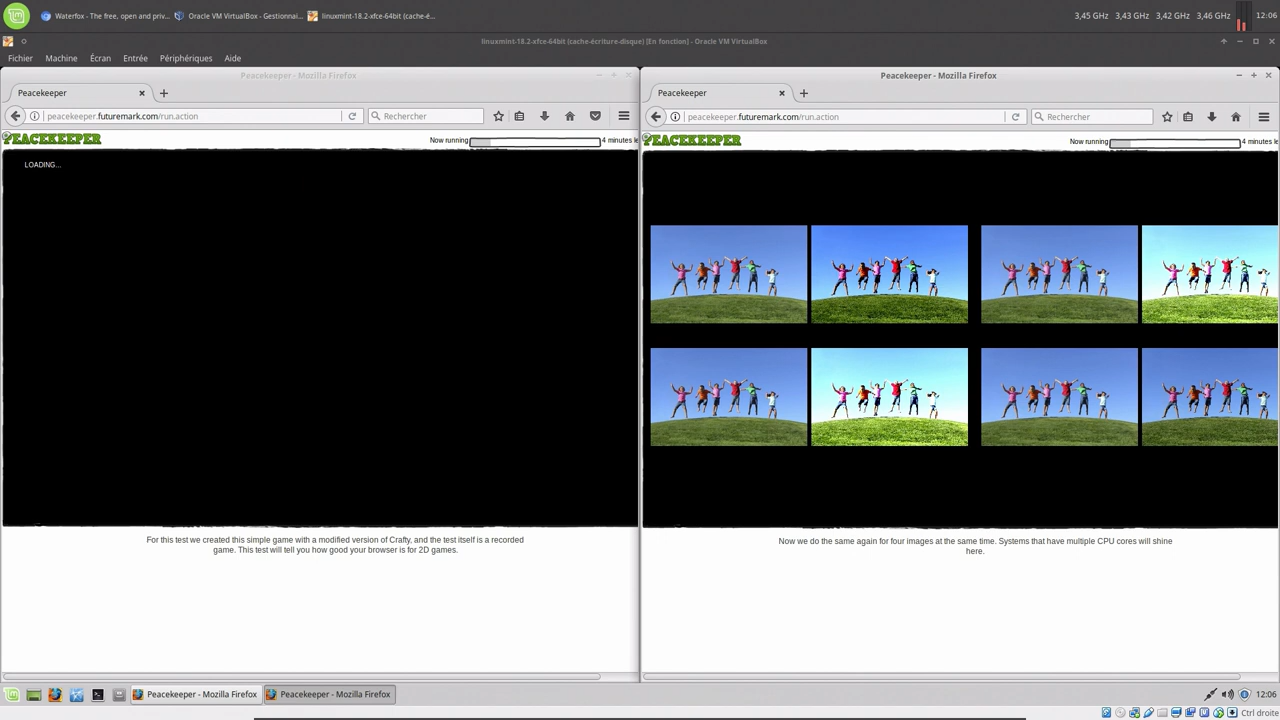 Waterfox - The free, open and priv...
Oracle VM VirtualBox - Gestionnai...
linuxmint-18.2-xfce-64bit (cache-é...
3,45 GHz
3,43 GHz
3,42 GHz
3,46 GHz
12:06
linuxmint-18.2-xfce-64bit (cache-écriture-disque) [En fonction] - Oracle VM VirtualBox
Fichier
Machine
Écran
Entrée
Périphériques
Aide
Peacekeeper - Mozilla Firefox
Peacekeeper
peacekeeper.futuremark.com/run.action
Rechercher
PEACEKEEPER
Now running
4 minutes le
LOADING...
For this test we created this simple game with a modified version of Crafty, and the test itself is a recorded
game. This test will tell you how good your browser is for 2D games.
Peacekeeper - Mozilla Firefox
Peacekeeper
peacekeeper.futuremark.com/run.action
Rechercher
PEACEKEEPER
Now running
4 minutes le
Now we do the same again for four images at the same time. Systems that have multiple CPU cores will shine
here.
Peacekeeper - Mozilla Firefox
Peacekeeper - Mozilla Firefox
12:06
Ctrl droite